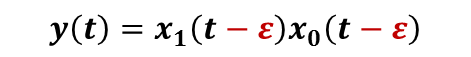 y(t) = x₁(t − ε)x₀(t − ε)